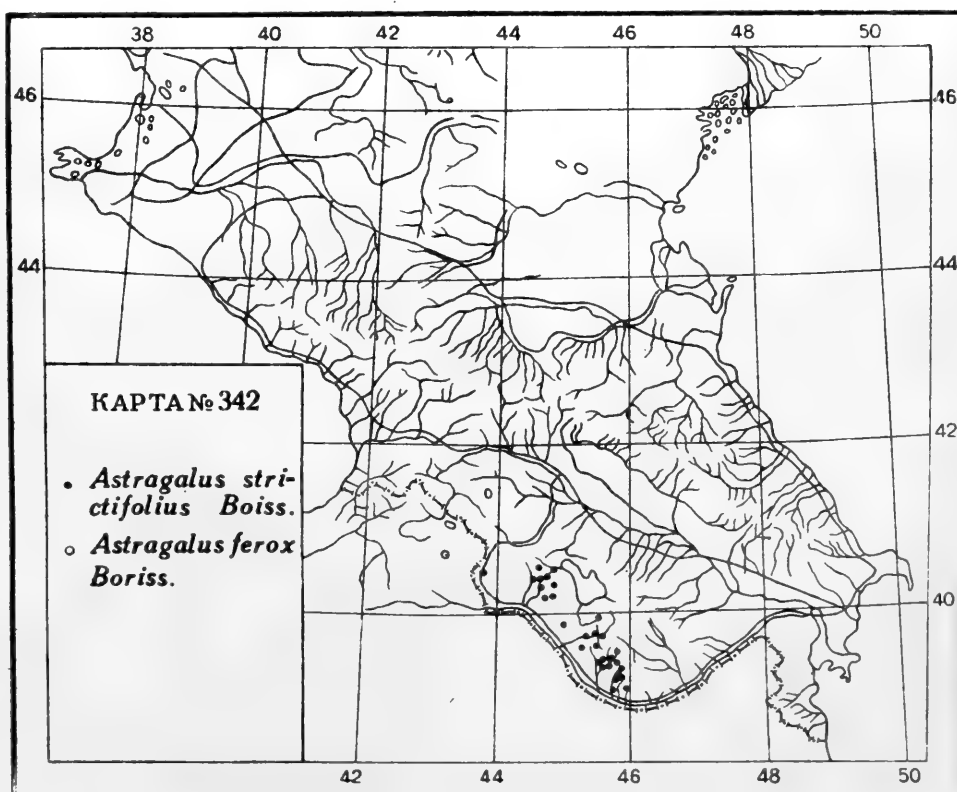 38 40 42 44 46 48 50
46 46
44 44
КАРТА № 342
42
• Astragalus stri-
ctifolius Boiss.
○ Astragalus ferox
Boriss.
40
42 44 46 48 50